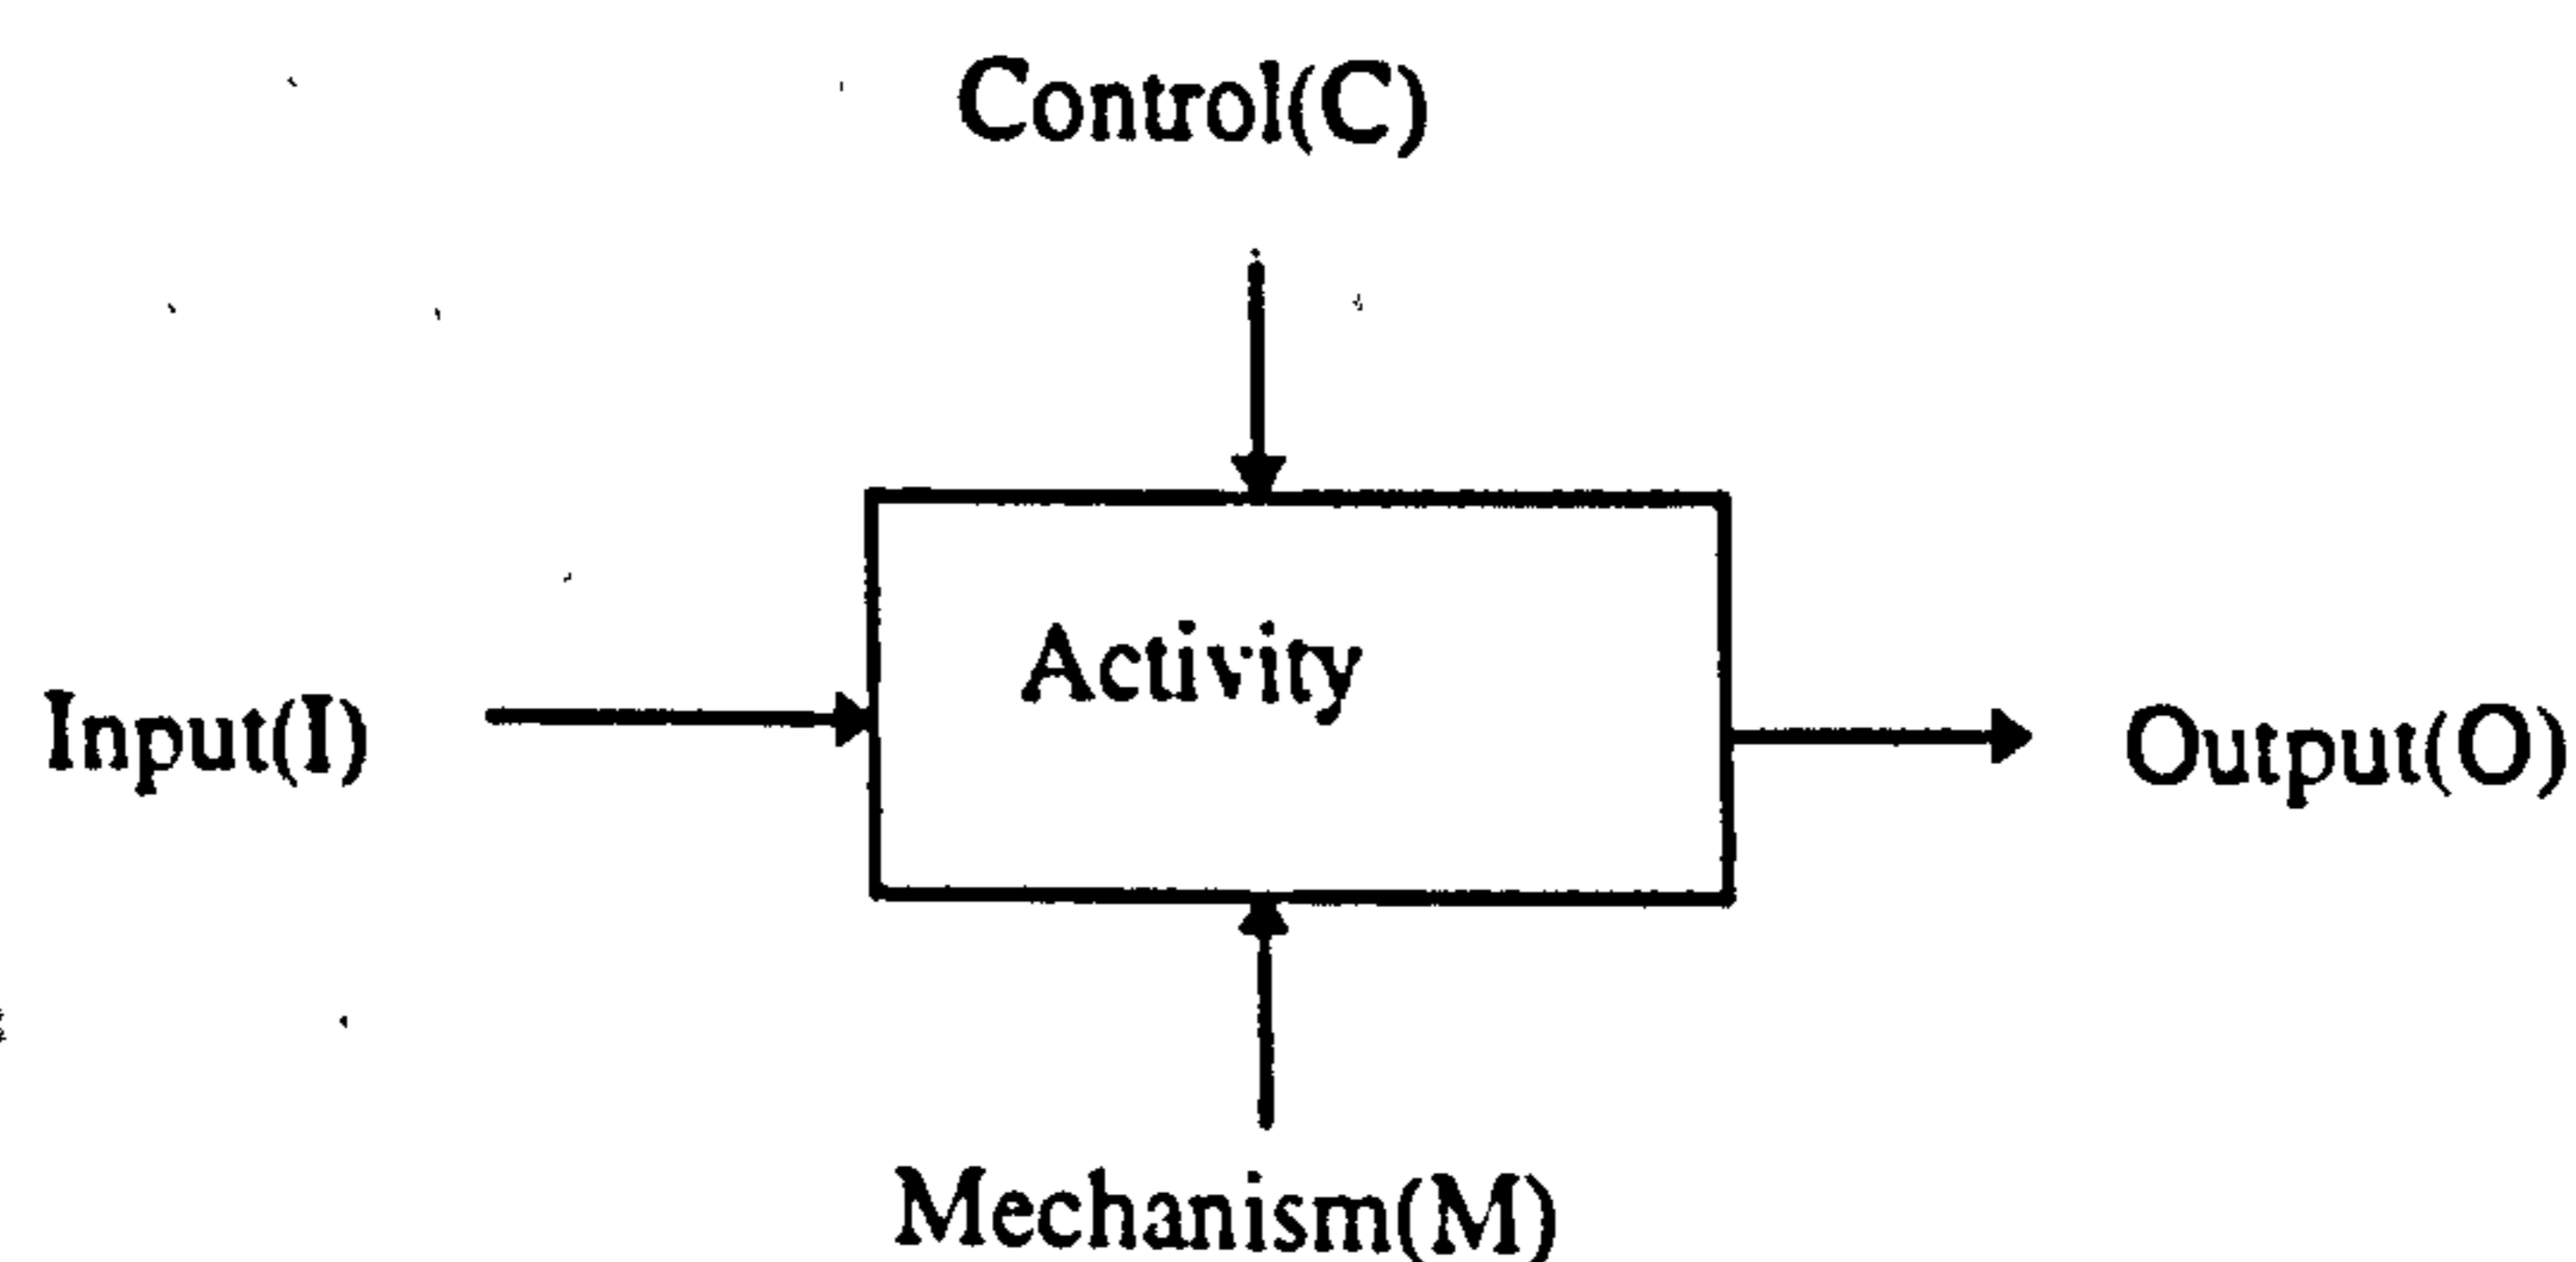 Control(C)
Activity
Input(I)
Output(O)
Mechanism(M)